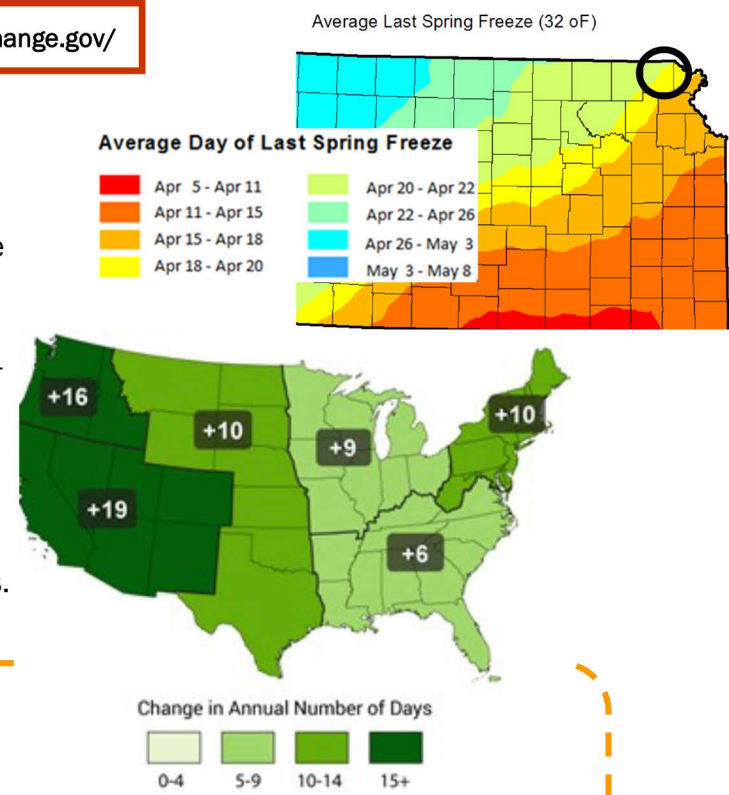 ange.gov/
Average Last Spring Freeze (32 oF)
Average Day of Last Spring Freeze
Apr 5 - Apr 11
Apr 11 - Apr 15
Apr 15 - Apr 18
Apr 18 - Apr 20
Apr 20 - Apr 22
Apr 22 - Apr 26
Apr 26 - May 3
May 3 - May 8
e
+16
+10
+9
+10
+19
+6
s.
Change in Annual Number of Days
0-4
5-9
10-14
15+